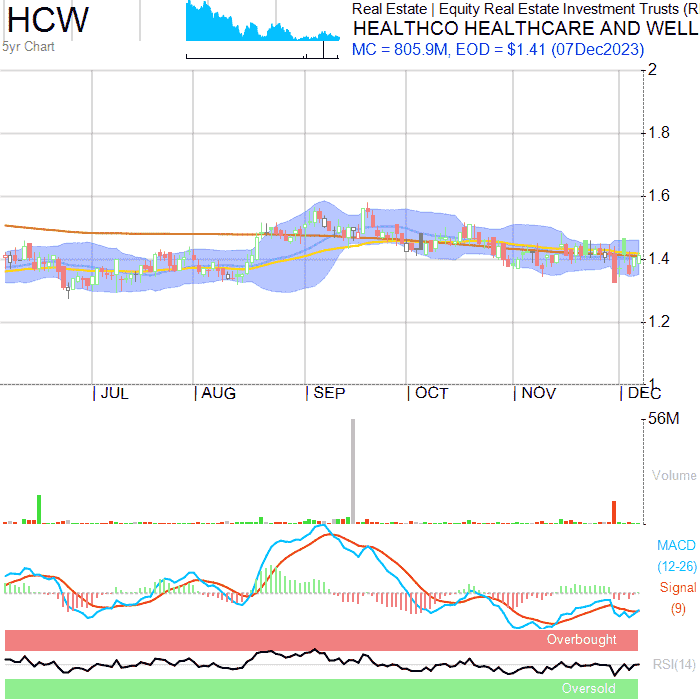 HCW
5yr Chart
Real Estate | Equity Real Estate Investment Trusts (R
HEALTHCO HEALTHCARE AND WELL
MC = 805.9M, EOD = $1.41 (07Dec2023)
2
1.8
1.6
1.4
1.2
1
JUL AUG SEP OCT NOV DEC
56M
Volume
MACD
(12-26)
Signal
(9)
Overbought
RSI(14)
Oversold